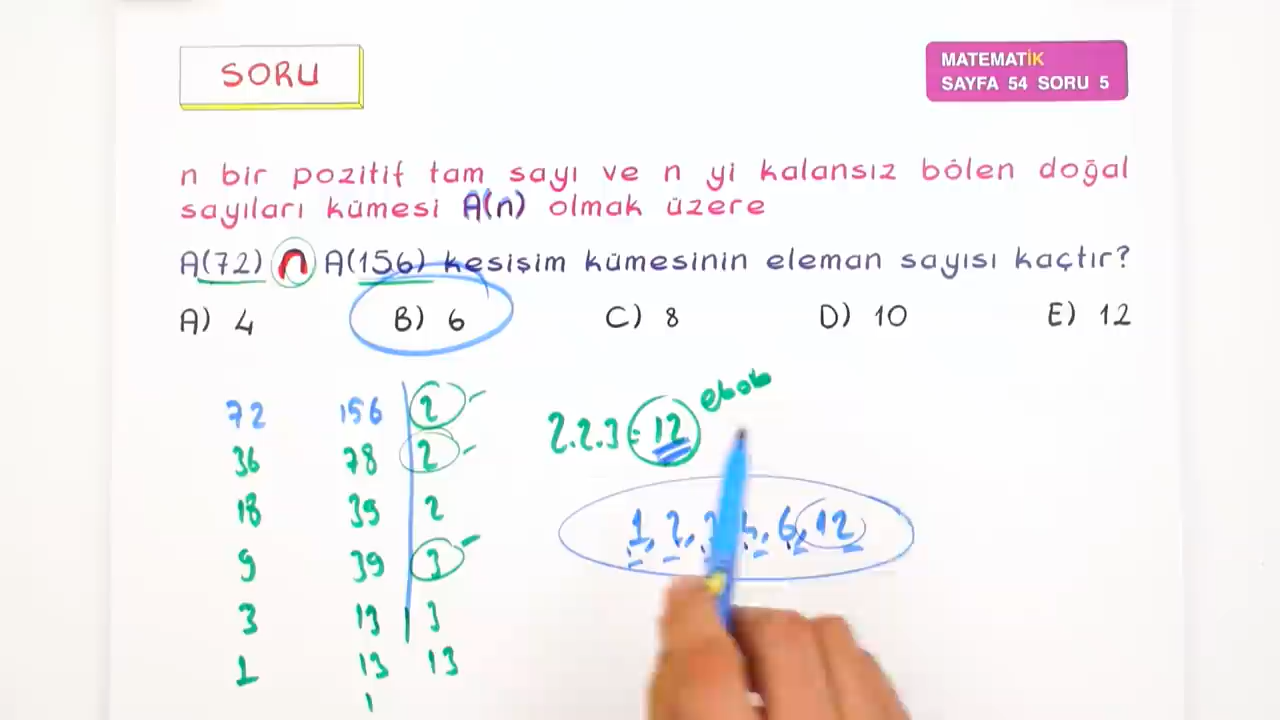 SORU
MATEMATİK
SAYFA 54 SORU 5
n bir pozitif tam sayı ve n yi kalansız bölen doğal
sayıları kümesi A(n) olmak üzere
A(72) ∩ A(156) kesişim kümesinin eleman sayısı kaçtır?
A) 4 B) 6 C) 8 D) 10 E) 12
72 156 2
36 78 2
18 39 2
9 39 3
3 13 3
1 13 13
1
2.2.3 = 12 ebob
1, 2, 6, 12